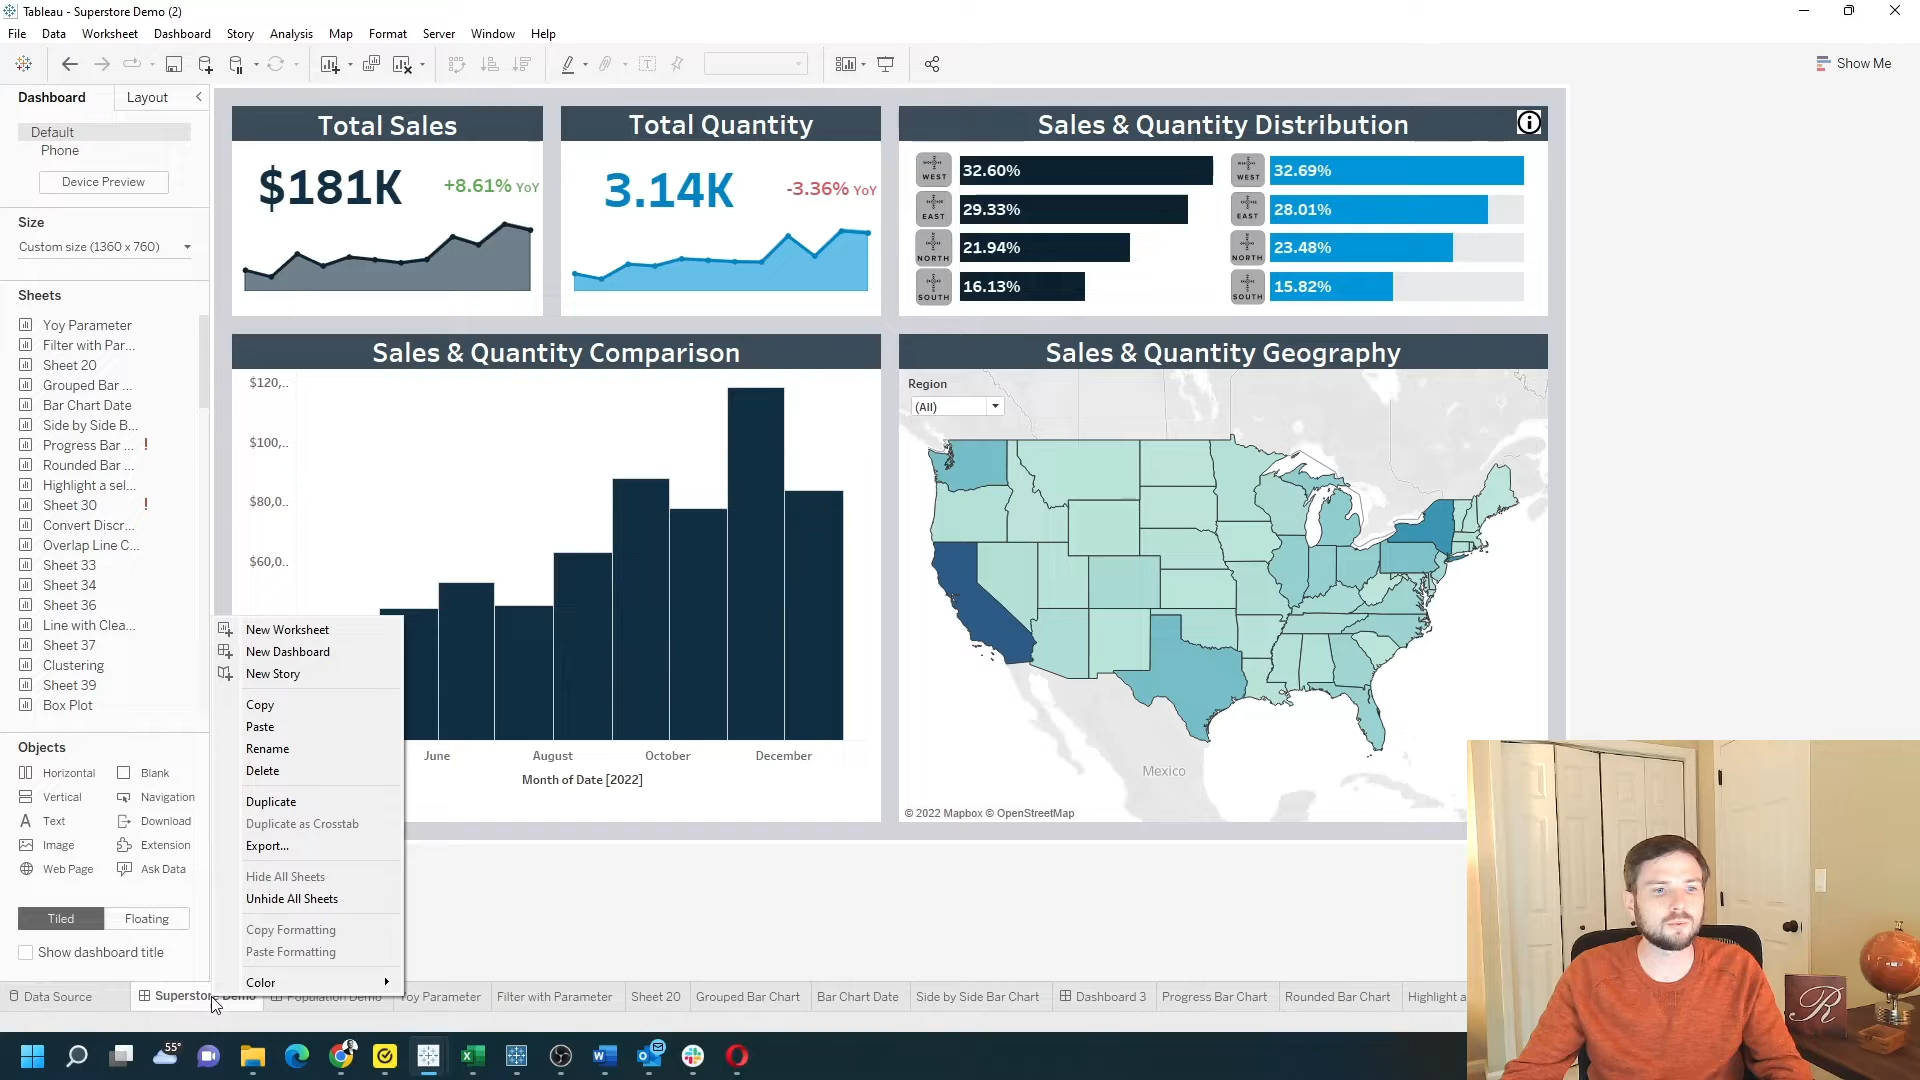 Tableau - Superstore Demo (2)
File Data Worksheet Dashboard Story Analysis Map Format Server Window Help
Show Me
Dashboard Layout
Default
Phone
Device Preview
Size
Custom size (1360 x 760)
Sheets
Yoy Parameter
Filter with Par...
Sheet 20
Grouped Bar ...
Bar Chart Date
Side by Side B...
Progress Bar ... !
Rounded Bar ...
Highlight a sel...
Sheet 30 !
Convert Discr...
Overlap Line C...
Sheet 33
Sheet 34
Sheet 36
Line with Clea...
Sheet 37
Clustering
Sheet 39
Box Plot
Objects
Horizontal Blank
Vertical Navigation
Text Download
Image Extension
Web Page Ask Data
Tiled Floating
Show dashboard title
Total Sales
$181K +8.61% YoY
Total Quantity
3.14K -3.36% YoY
Sales & Quantity Distribution
WEST 32.60% WEST 32.69%
EAST 29.33% EAST 28.01%
NORTH 21.94% NORTH 23.48%
SOUTH 16.13% SOUTH 15.82%
Sales & Quantity Comparison
$120,..
$100,..
$80,0..
$60,0..
June August October December
Month of Date [2022]
Sales & Quantity Geography
Region
(All)
Mexico
© 2022 Mapbox © OpenStreetMap
New Worksheet
New Dashboard
New Story
Copy
Paste
Rename
Delete
Duplicate
Duplicate as Crosstab
Export...
Hide All Sheets
Unhide All Sheets
Copy Formatting
Paste Formatting
Color
Data Source Superstore Demo Population Demo Yoy Parameter Filter with Parameter Sheet 20 Grouped Bar Chart Bar Chart Date Side by Side Bar Chart Dashboard 3 Progress Bar Chart Rounded Bar Chart Highlight a
55°
R